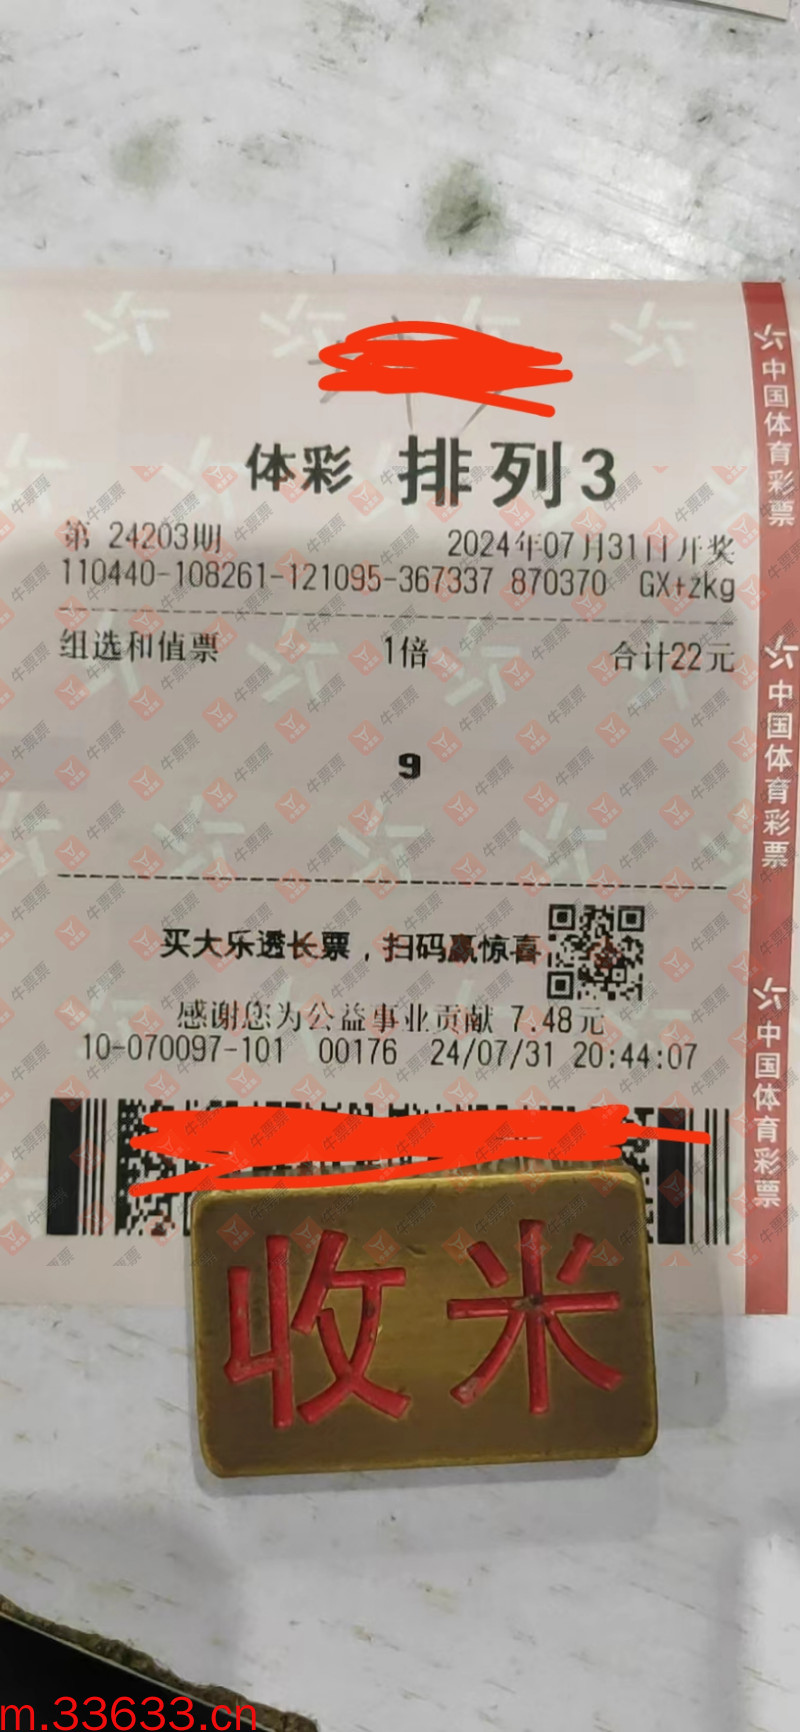 体彩 排列3
第 24203期 2024年07月31日开奖
110440-108261-121095-367337 870370 GX+zkg
组选和值票 1倍 合计22元
9
买大乐透长票，扫码赢惊喜
感谢您为公益事业贡献 7.48元
10-070097-101 00176 24/07/31 20:44:07
中国体育彩票
中国体育彩票
中国体育彩票
收米
牛票票
m.33633.cn